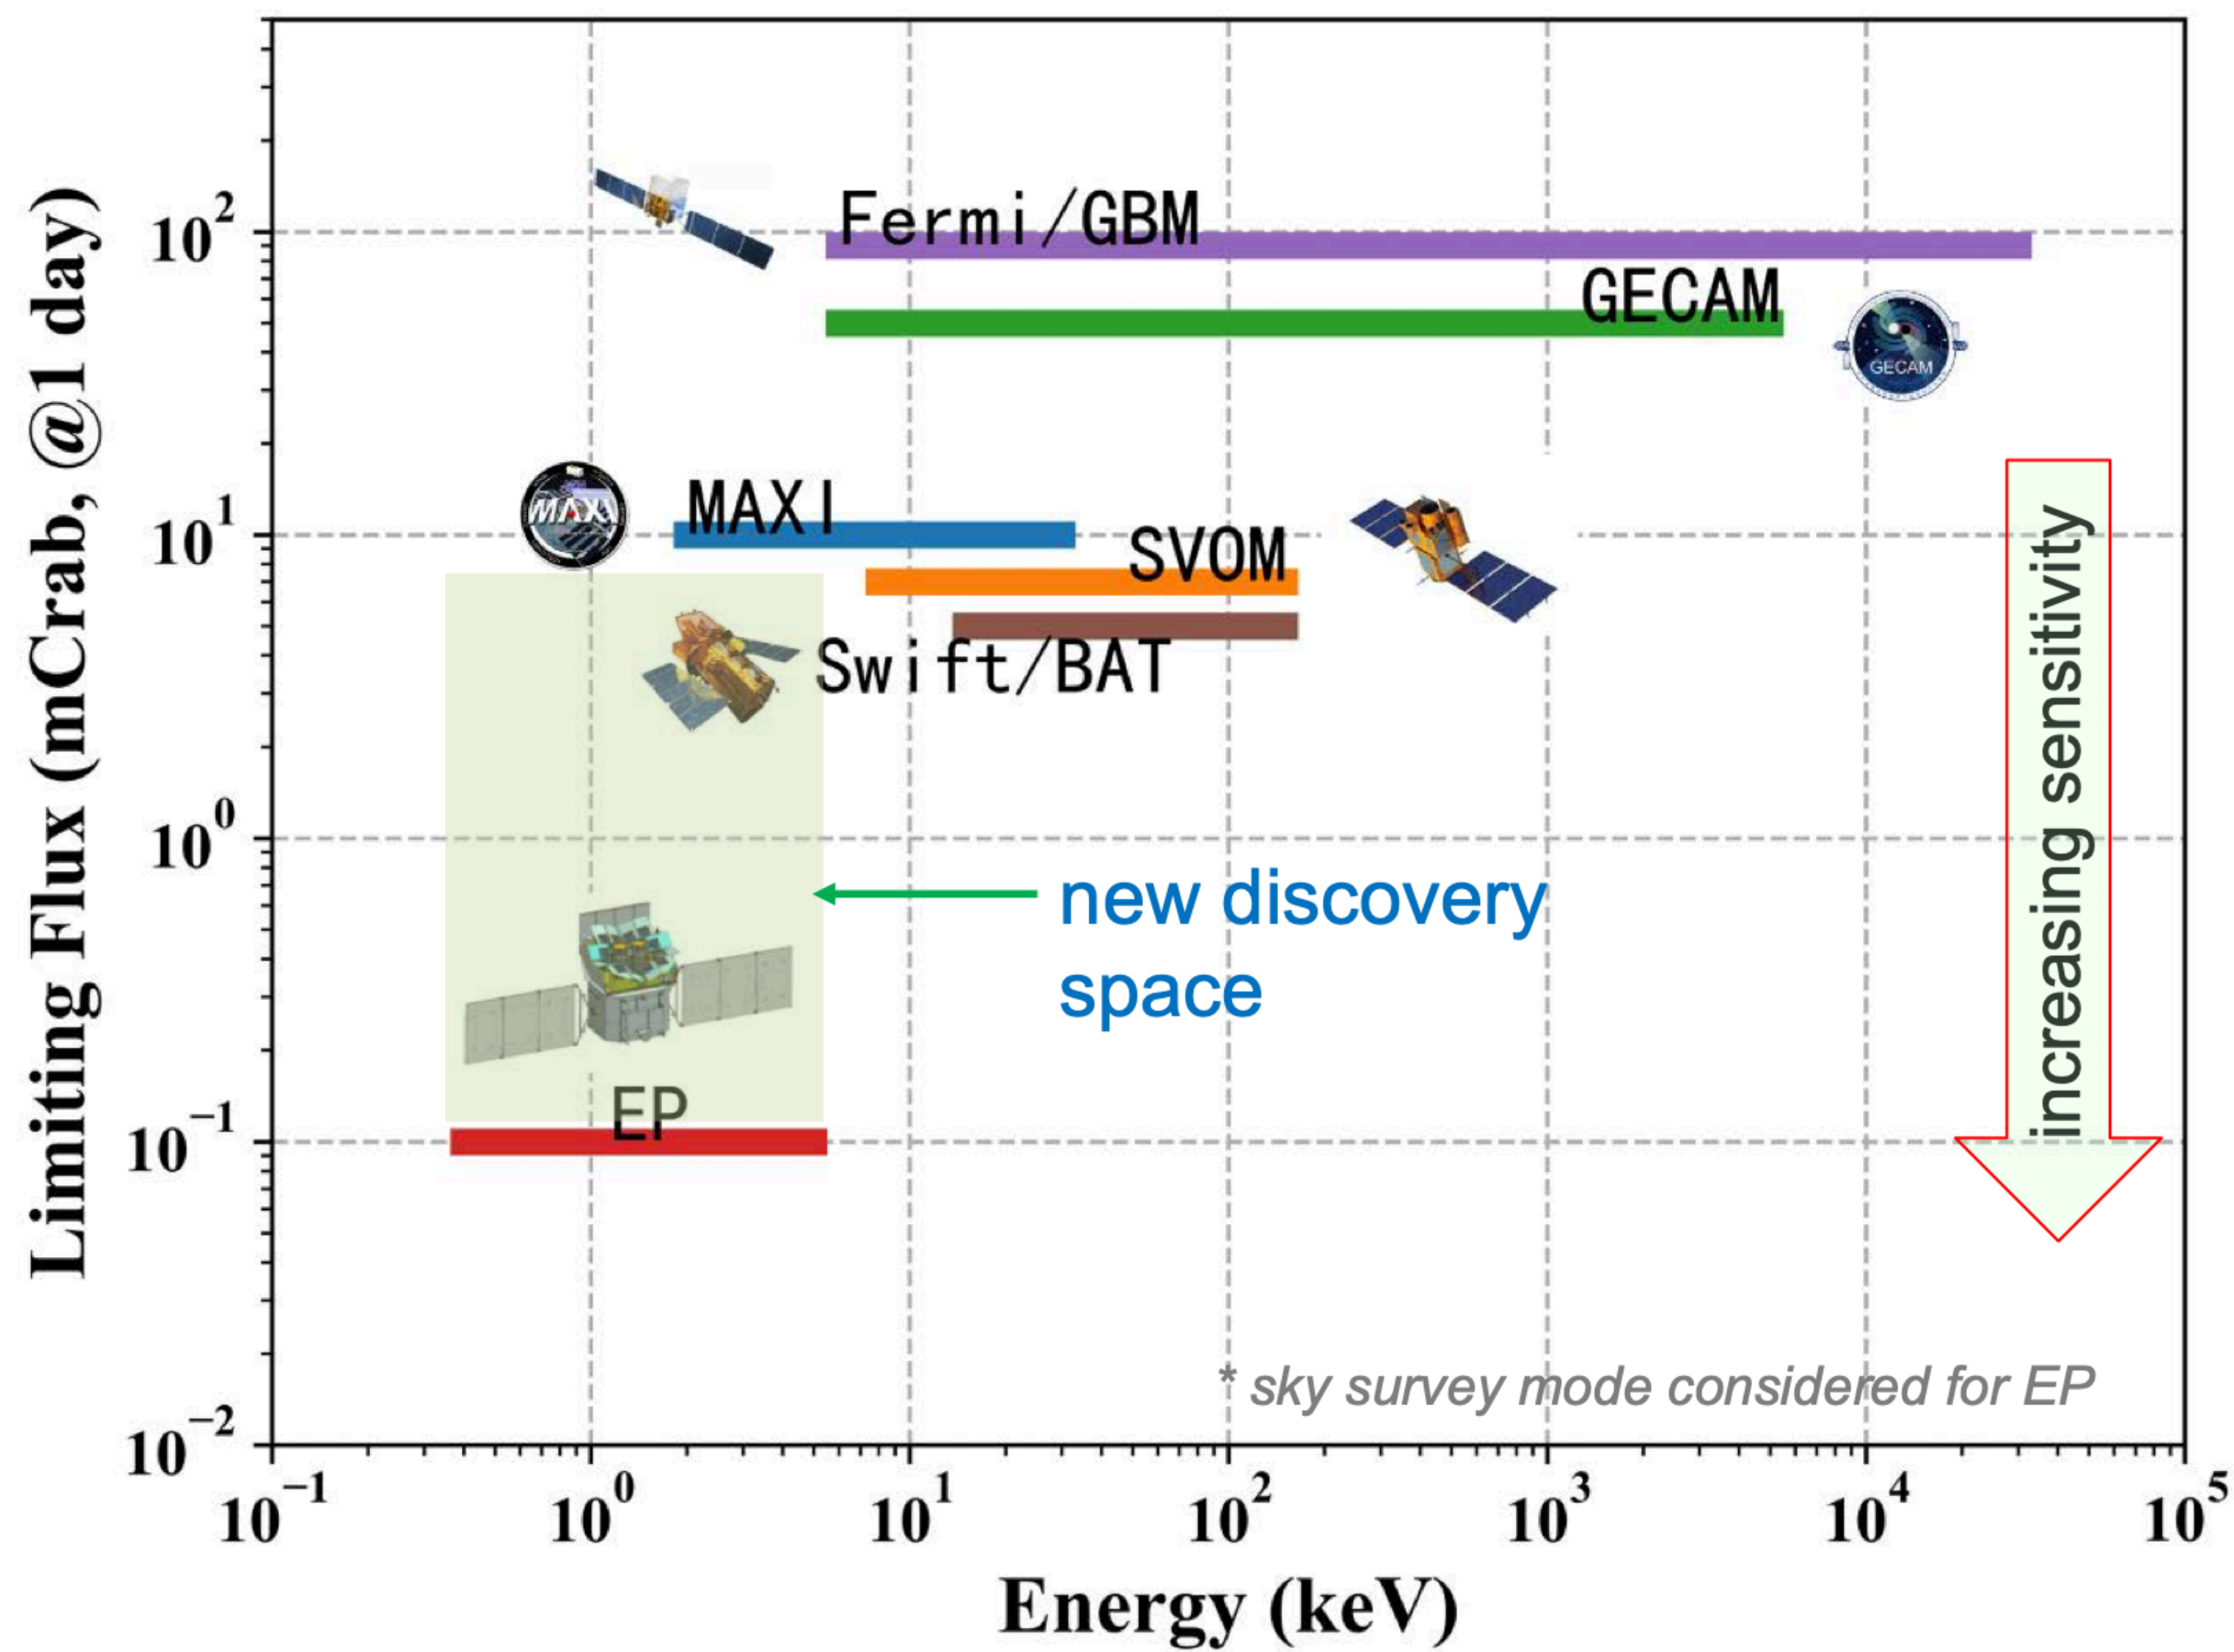 Limiting Flux (mCrab, @1 day)
10²
10¹
10⁰
10⁻¹
10⁻²
Fermi/GBM
GECAM
GECAM
MAXI
MAXI
SVOM
Swift/BAT
new discovery
space
EP
increasing sensitivity
* sky survey mode considered for EP
10⁻¹ 10⁰ 10¹ 10² 10³ 10⁴ 10⁵
Energy (keV)